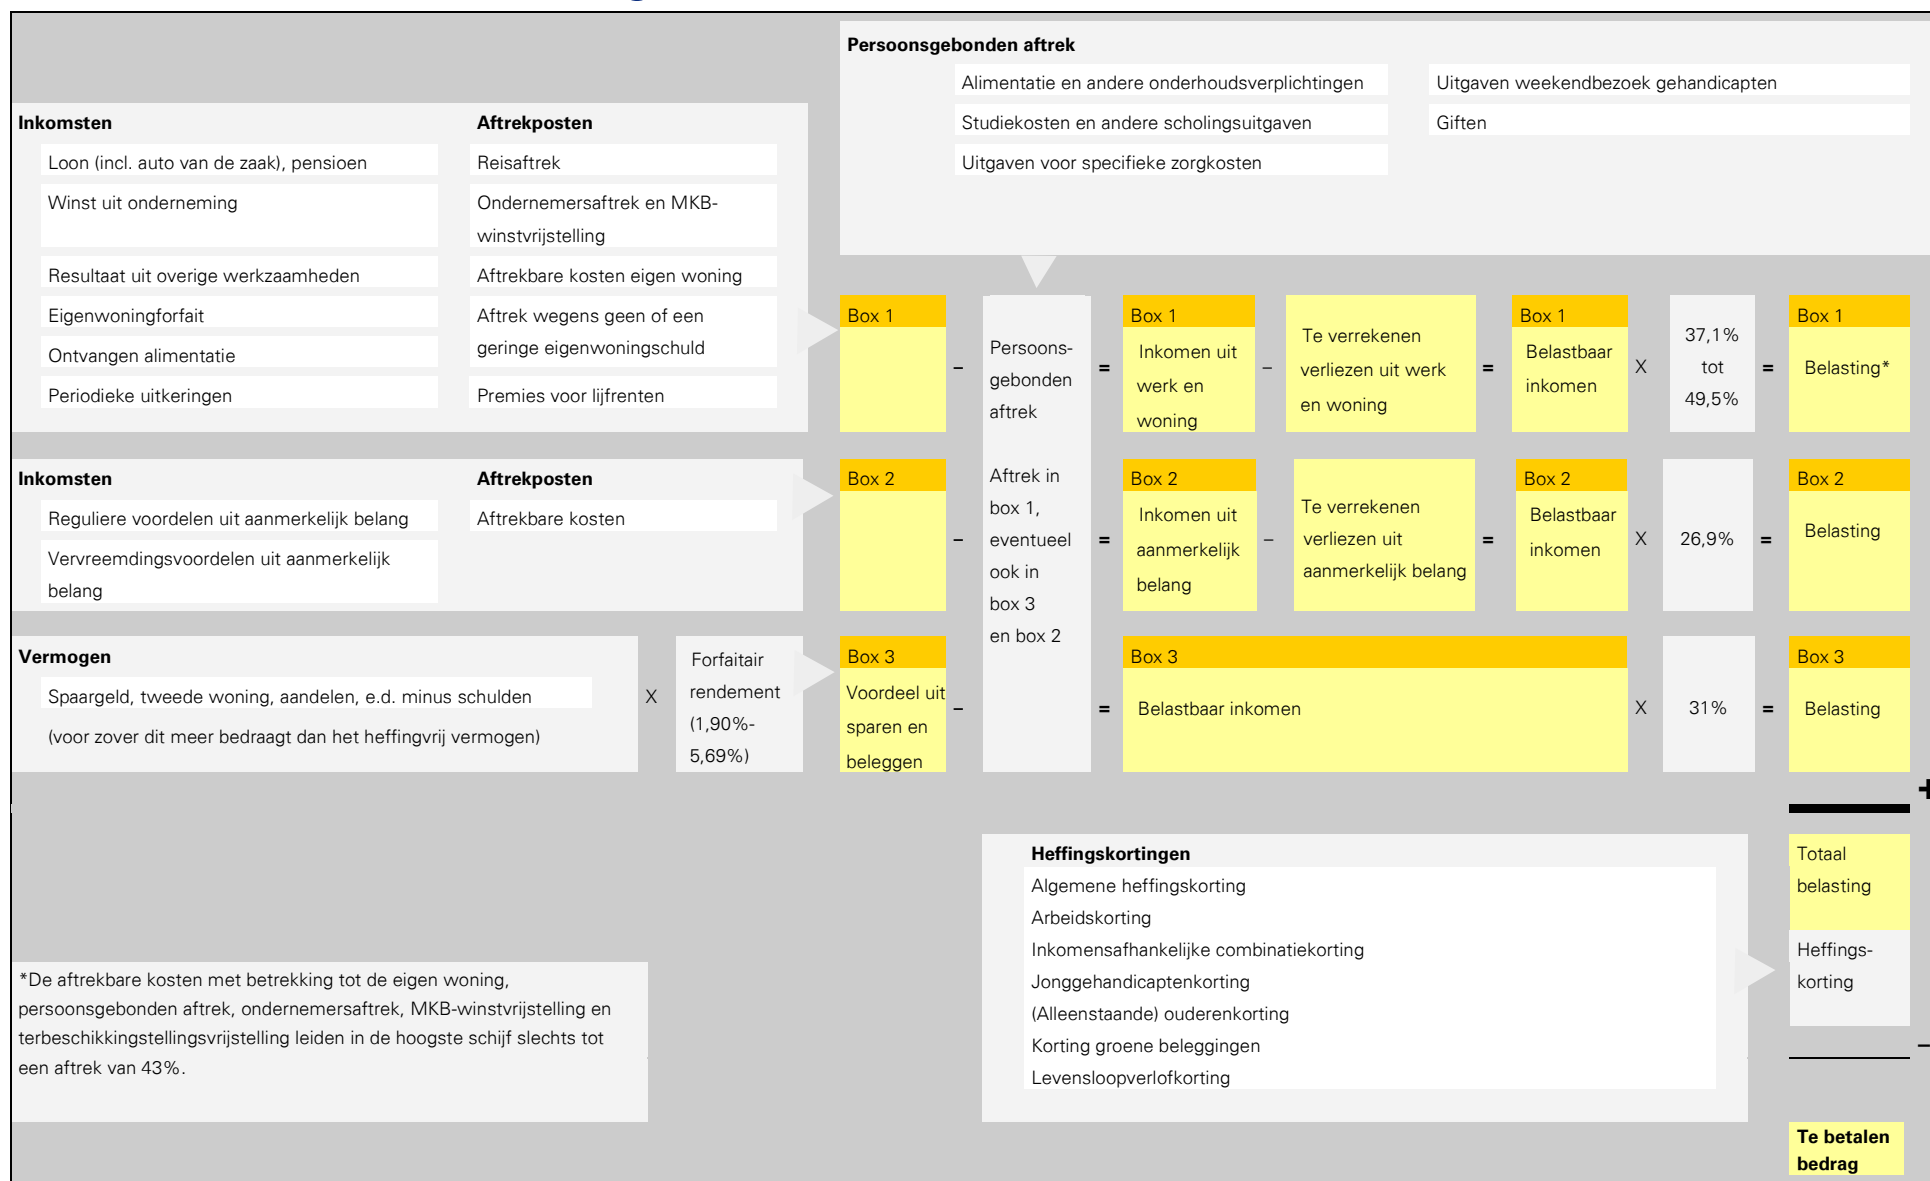 Persoonsgebonden aftrek
Alimentatie en andere onderhoudsverplichtingen
Uitgaven weekendbezoek gehandicapten
Studiekosten en andere scholingsuitgaven
Giften
Uitgaven voor specifieke zorgkosten
Inkomsten
Aftrekposten
Loon (incl. auto van de zaak), pensioen
Reisaftrek
Winst uit onderneming
Ondernemersaftrek en MKB-
winstvrijstelling
Resultaat uit overige werkzaamheden
Aftrekbare kosten eigen woning
Eigenwoningforfait
Aftrek wegens geen of een
geringe eigenwoningschuld
Ontvangen alimentatie
Periodieke uitkeringen
Premies voor lijfrenten
Box 1
–
Persoons-
gebonden
aftrek
Aftrek in
box 1,
eventueel
ook in
box 3
en box 2
=
Box 1
Inkomen uit
werk en
woning
–
Te verrekenen
verliezen uit werk
en woning
=
Box 1
Belastbaar
inkomen
X
37,1%
tot
49,5%
=
Box 1
Belasting*
Inkomsten
Aftrekposten
Reguliere voordelen uit aanmerkelijk belang
Aftrekbare kosten
Vervreemdingsvoordelen uit aanmerkelijk
belang
Box 2
–
=
Box 2
Inkomen uit
aanmerkelijk
belang
–
Te verrekenen
verliezen uit
aanmerkelijk belang
=
Box 2
Belastbaar
inkomen
X
26,9%
=
Box 2
Belasting
Vermogen
Spaargeld, tweede woning, aandelen, e.d. minus schulden
(voor zover dit meer bedraagt dan het heffingvrij vermogen)
X
Forfaitair
rendement
(1,90%-
5,69%)
Box 3
Voordeel uit
sparen en
beleggen
–
=
Box 3
Belastbaar inkomen
X
31%
=
Box 3
Belasting
+
Heffingskortingen
Algemene heffingskorting
Arbeidskorting
Inkomensafhankelijke combinatiekorting
Jonggehandicaptenkorting
(Alleenstaande) ouderenkorting
Korting groene beleggingen
Levensloopverlofkorting
Totaal
belasting
Heffings-
korting
–
*De aftrekbare kosten met betrekking tot de eigen woning,
persoonsgebonden aftrek, ondernemersaftrek, MKB-winstvrijstelling en
terbeschikkingstellingsvrijstelling leiden in de hoogste schijf slechts tot
een aftrek van 43%.
Te betalen
bedrag